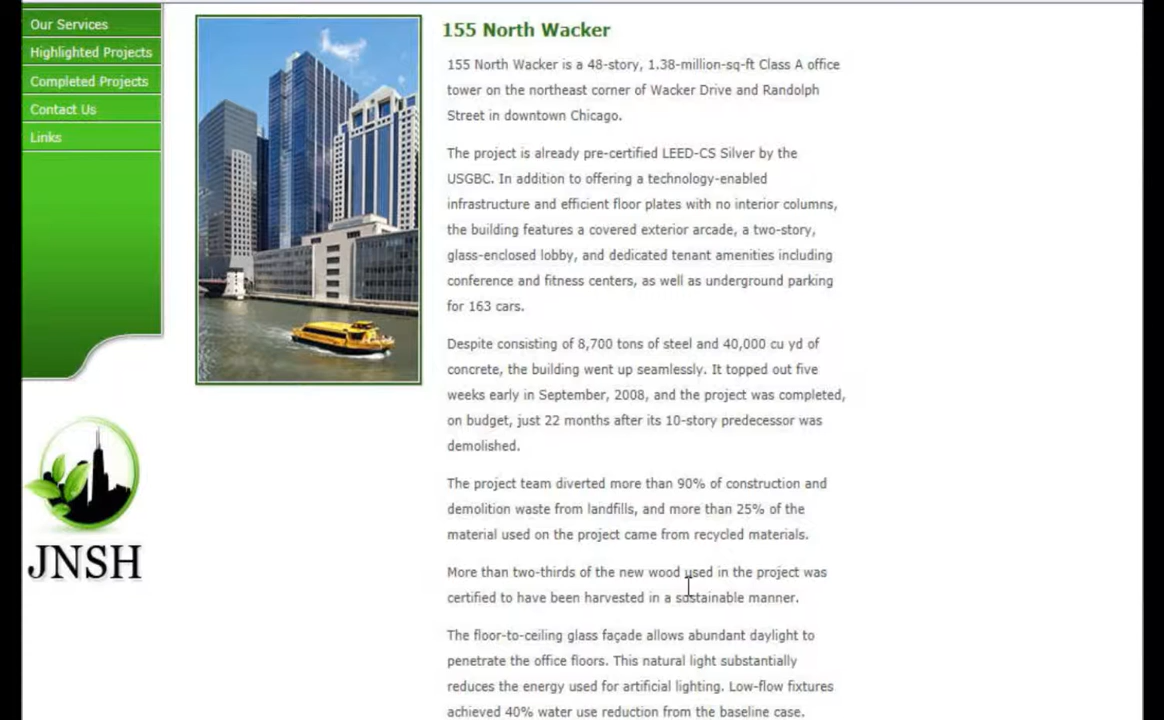 Our Services
Highlighted Projects
Completed Projects
Contact Us
Links
JNSH
155 North Wacker
155 North Wacker is a 48-story, 1.38-million-sq-ft Class A office
tower on the northeast corner of Wacker Drive and Randolph
Street in downtown Chicago.
The project is already pre-certified LEED-CS Silver by the
USGBC. In addition to offering a technology-enabled
infrastructure and efficient floor plates with no interior columns,
the building features a covered exterior arcade, a two-story,
glass-enclosed lobby, and dedicated tenant amenities including
conference and fitness centers, as well as underground parking
for 163 cars.
Despite consisting of 8,700 tons of steel and 40,000 cu yd of
concrete, the building went up seamlessly. It topped out five
weeks early in September, 2008, and the project was completed,
on budget, just 22 months after its 10-story predecessor was
demolished.
The project team diverted more than 90% of construction and
demolition waste from landfills, and more than 25% of the
material used on the project came from recycled materials.
More than two-thirds of the new wood used in the project was
certified to have been harvested in a sustainable manner.
The floor-to-ceiling glass façade allows abundant daylight to
penetrate the office floors. This natural light substantially
reduces the energy used for artificial lighting. Low-flow fixtures
achieved 40% water use reduction from the baseline case.